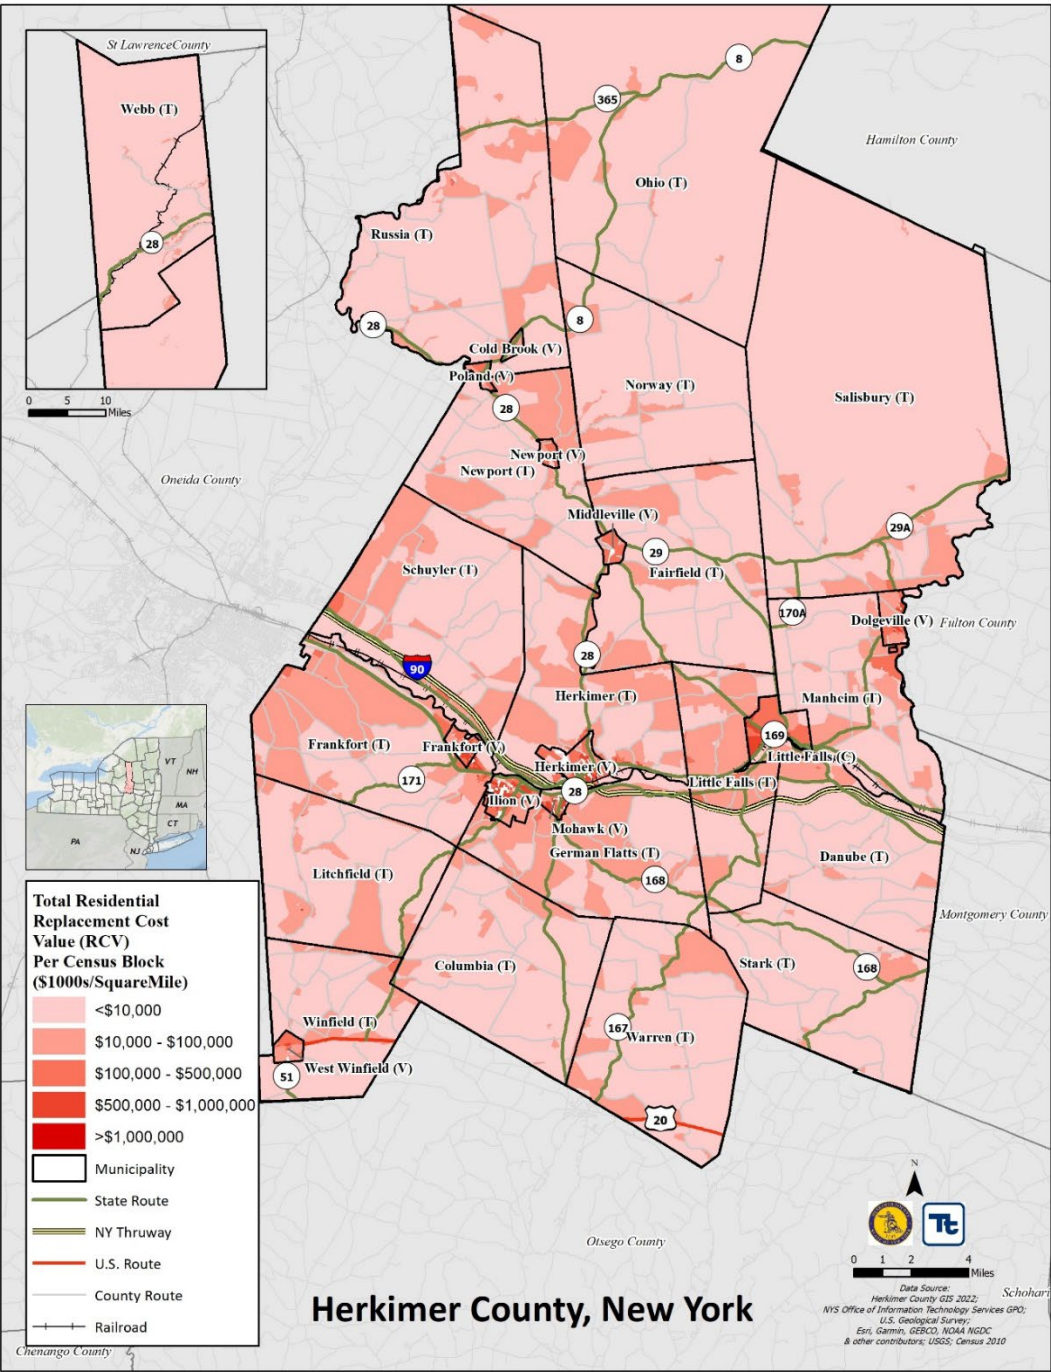 St Lawrence County
Webb (T)
28
0 5 10
Miles
8
365
Hamilton County
Ohio (T)
Russia (T)
28
8
Cold Brook (V)
Poland (V)
Norway (T)
Salisbury (T)
28
Newport (V)
Newport (T)
Oneida County
Middleville (V)
29A
29
Schuyler (T)
Fairfield (T)
170A
Dolgeville (V)
Fulton County
28
90
Herkimer (T)
Manheim (T)
Frankfort (T)
Frankfort (V)
169
Little Falls (C)
Herkimer (V)
171
Little Falls (T)
28
Ilion (V)
Mohawk (V)
German Flatts (T)
Danube (T)
168
Litchfield (T)
Montgomery County
Columbia (T)
Stark (T)
168
Winfield (T)
167
Warren (T)
West Winfield (V)
51
20
VT
NH
MA
CT
PA
NJ
Total Residential
Replacement Cost
Value (RCV)
Per Census Block
($1000s/SquareMile)
<$10,000
$10,000 - $100,000
$100,000 - $500,000
$500,000 - $1,000,000
>$1,000,000
Municipality
State Route
NY Thruway
U.S. Route
County Route
Railroad
Otsego County
N
Tt
0 1 2 4
Miles
Herkimer County, New York
Data Source:
Herkimer County GIS 2022;
NYS Office of Information Technology Services GPO;
U.S. Geological Survey;
Esri, Garmin, GEBCO, NOAA NGDC
& other contributors; USGS; Census 2010
Schohari
Chenango County